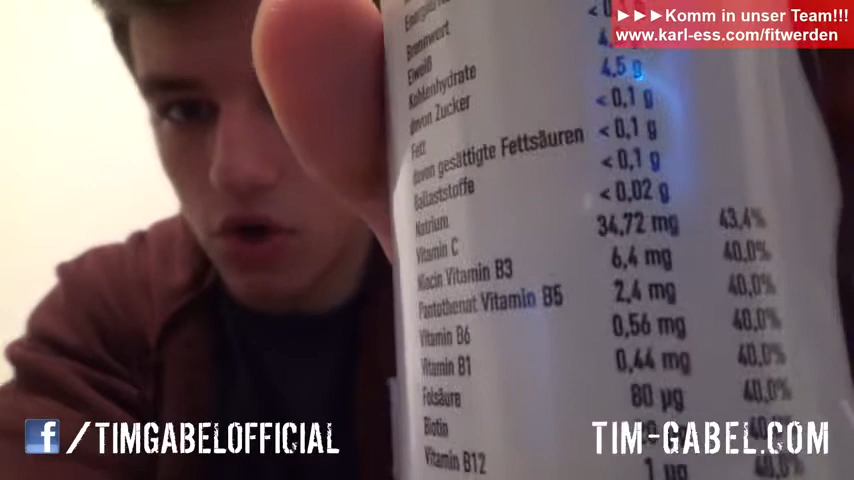 ►►►Komm in unser Team!!!
www.karl-ess.com/fitwerden
Brennwert
Eiweiß
Kohlenhydrate
davon Zucker 4,5 g
Fett < 0,1 g
davon gesättigte Fettsäuren < 0,1 g
Ballaststoffe < 0,1 g
Natrium < 0,02 g
Vitamin C 34,72 mg 43,4%
Niacin Vitamin B3 6,4 mg 40,0%
Pantothenat Vitamin B5 2,4 mg 40,0%
Vitamin B6 0,56 mg 40,0%
Vitamin B1 0,44 mg 40,0%
Folsäure 80 µg 40,0%
Biotin 40,0%
Vitamin B12 1 µg 40,0%
f/TIMGABELOFFICIAL
TIM-GABEL.COM